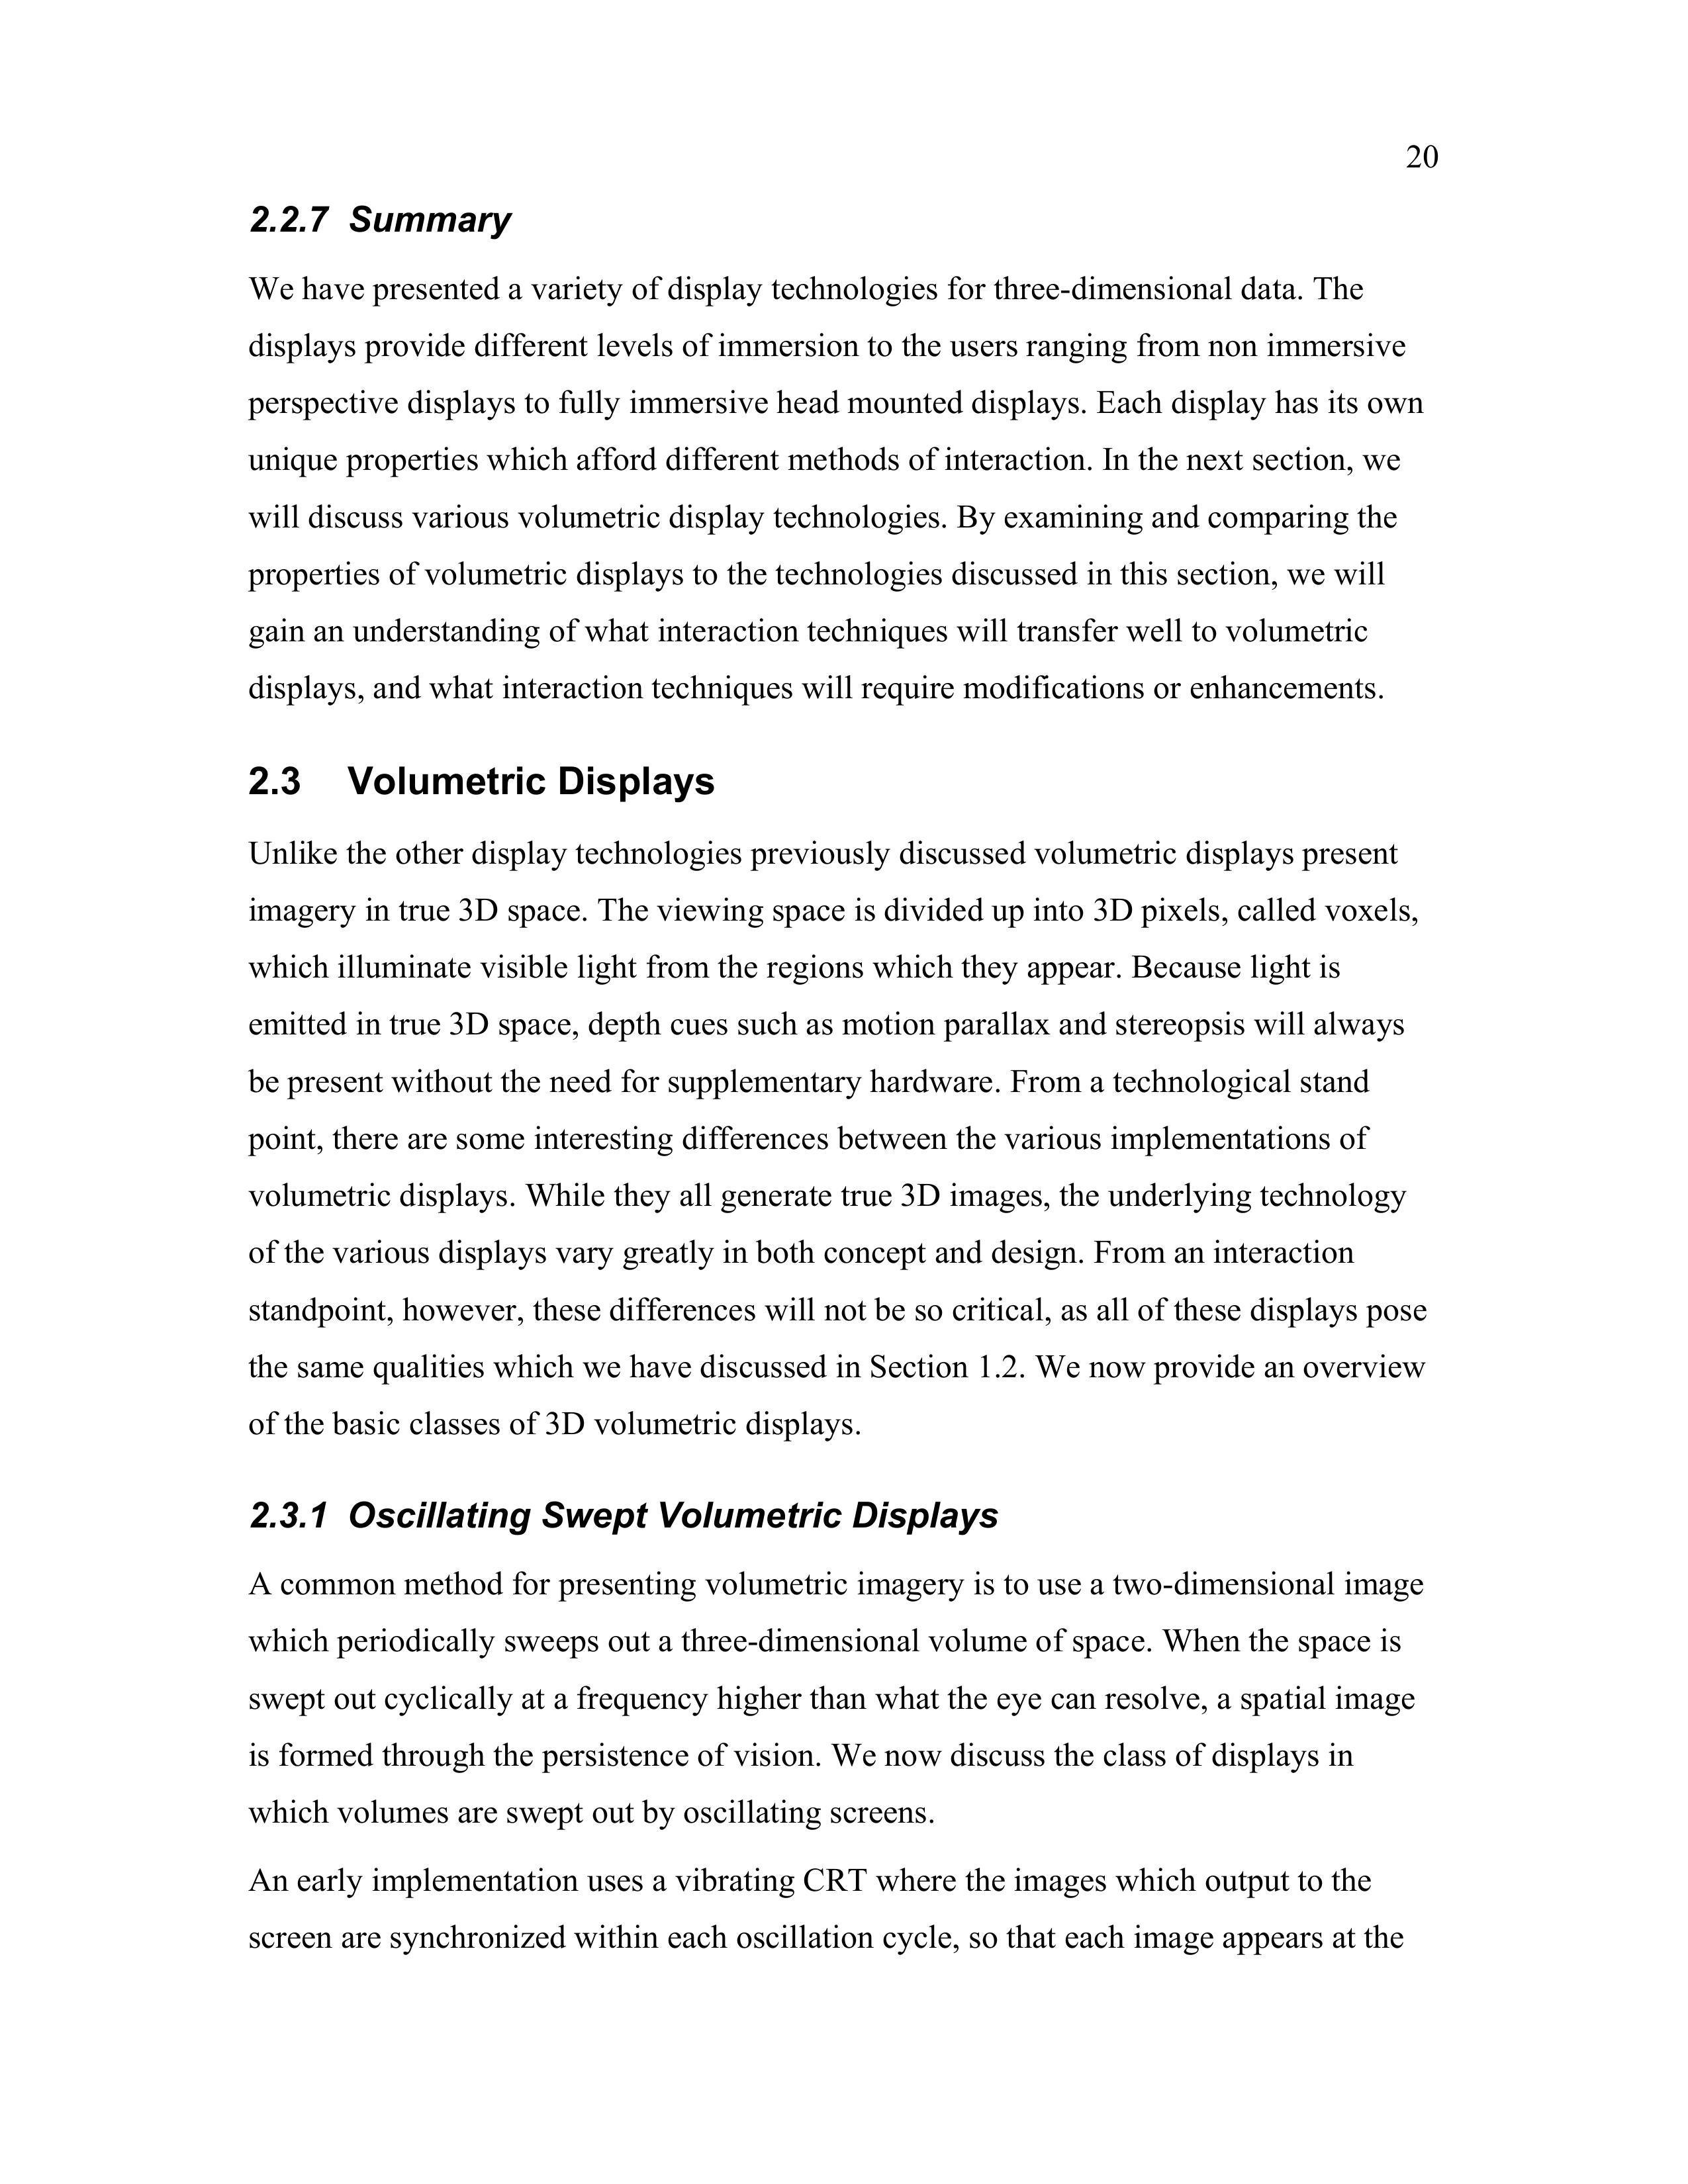 20
2.2.7 Summary
We have presented a variety of display technologies for three-dimensional data. The
displays provide different levels of immersion to the users ranging from non immersive
perspective displays to fully immersive head mounted displays. Each display has its own
unique properties which afford different methods of interaction. In the next section, we
will discuss various volumetric display technologies. By examining and comparing the
properties of volumetric displays to the technologies discussed in this section, we will
gain an understanding of what interaction techniques will transfer well to volumetric
displays, and what interaction techniques will require modifications or enhancements.
2.3 Volumetric Displays
Unlike the other display technologies previously discussed volumetric displays present
imagery in true 3D space. The viewing space is divided up into 3D pixels, called voxels,
which illuminate visible light from the regions which they appear. Because light is
emitted in true 3D space, depth cues such as motion parallax and stereopsis will always
be present without the need for supplementary hardware. From a technological stand
point, there are some interesting differences between the various implementations of
volumetric displays. While they all generate true 3D images, the underlying technology
of the various displays vary greatly in both concept and design. From an interaction
standpoint, however, these differences will not be so critical, as all of these displays pose
the same qualities which we have discussed in Section 1.2. We now provide an overview
of the basic classes of 3D volumetric displays.
2.3.1 Oscillating Swept Volumetric Displays
A common method for presenting volumetric imagery is to use a two-dimensional image
which periodically sweeps out a three-dimensional volume of space. When the space is
swept out cyclically at a frequency higher than what the eye can resolve, a spatial image
is formed through the persistence of vision. We now discuss the class of displays in
which volumes are swept out by oscillating screens.
An early implementation uses a vibrating CRT where the images which output to the
screen are synchronized within each oscillation cycle, so that each image appears at the